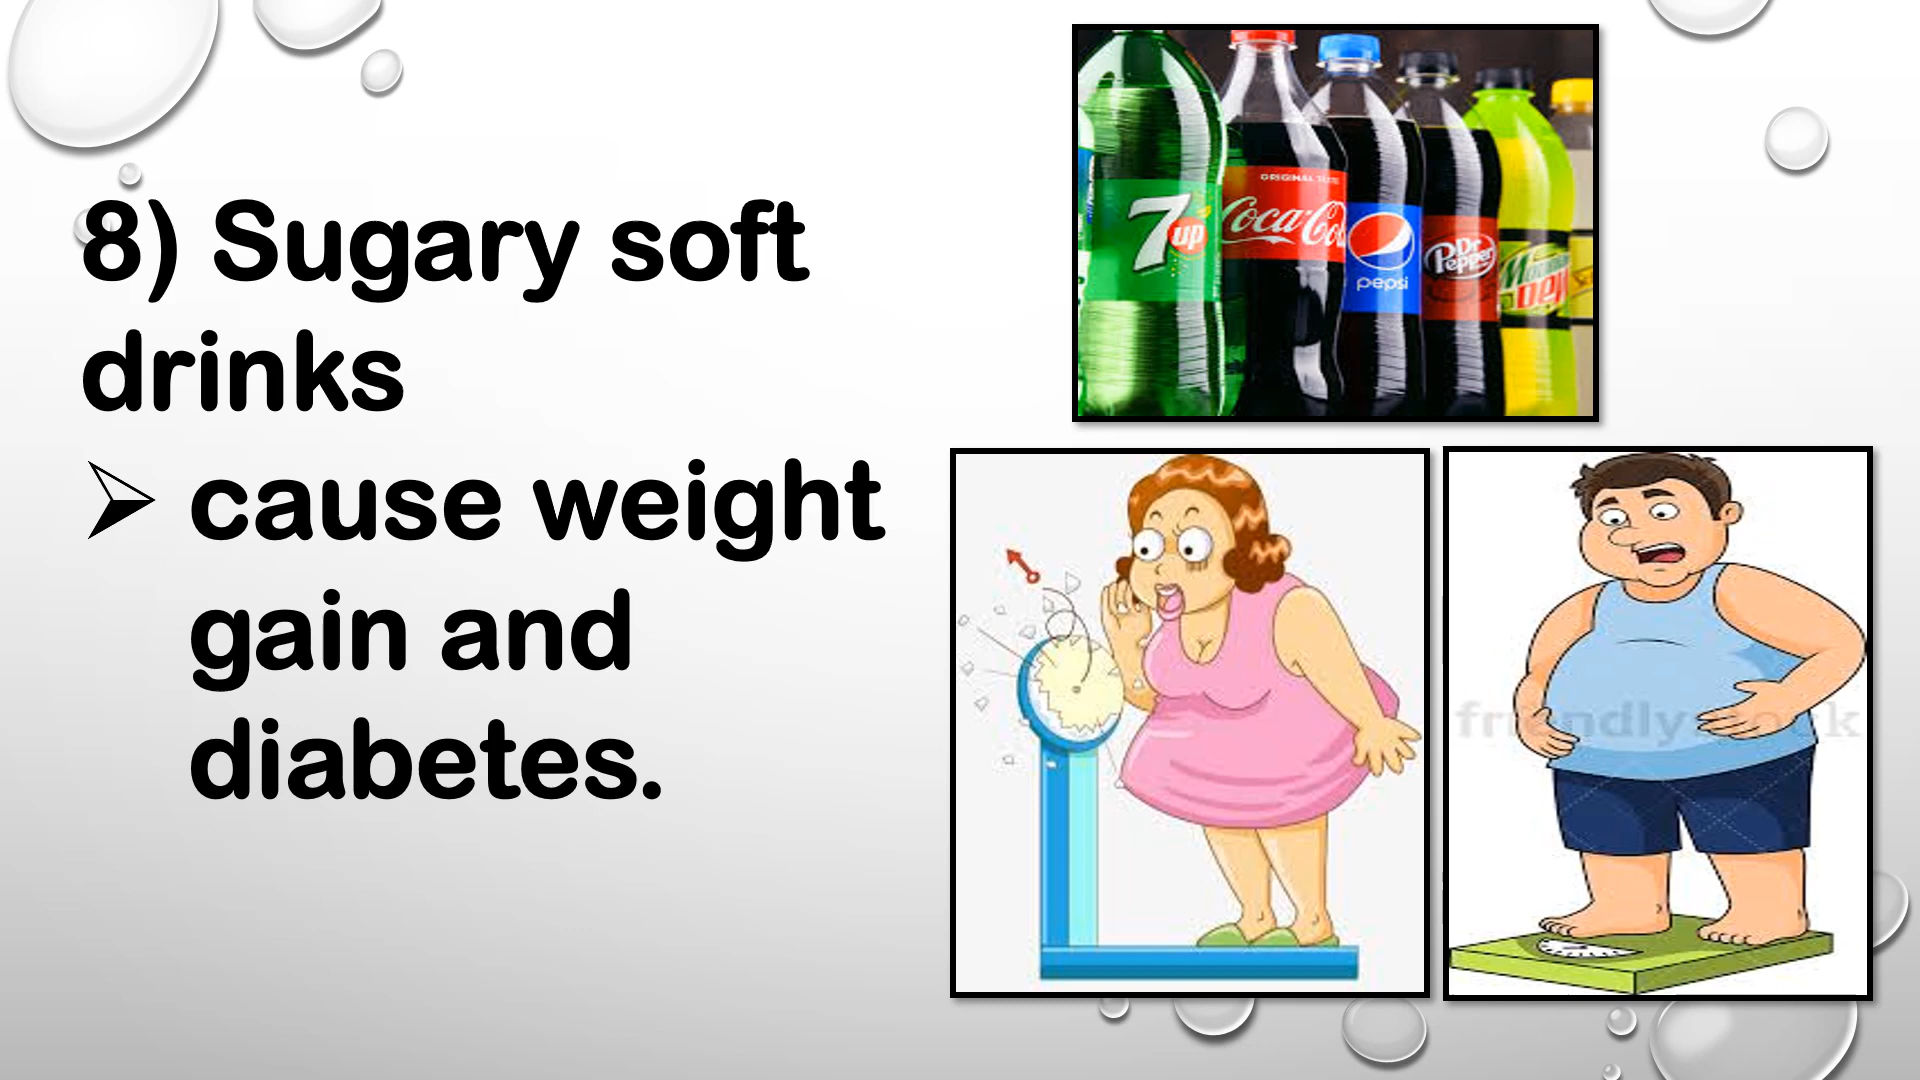 8) Sugary soft
drinks
➢ cause weight
gain and
diabetes.
7up
ORIGINAL TASTE
Coca-Cola
pepsi
Dr Pepper
Mountain
Dew
friendlystock